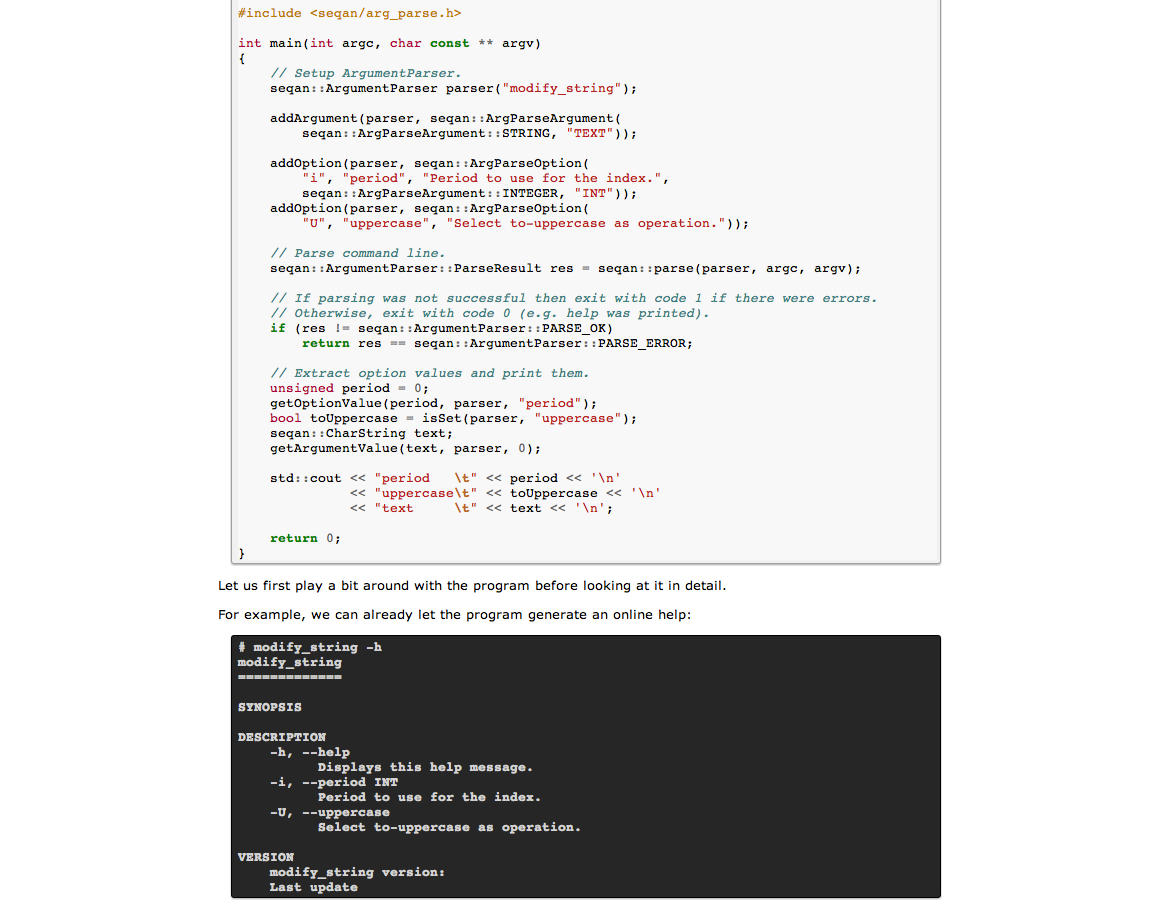 #include <seqan/arg_parse.h>

int main(int argc, char const ** argv)
{
    // Setup ArgumentParser.
    seqan::ArgumentParser parser("modify_string");

    addArgument(parser, seqan::ArgParseArgument(
        seqan::ArgParseArgument::STRING, "TEXT"));

    addOption(parser, seqan::ArgParseOption(
        "i", "period", "Period to use for the index.",
        seqan::ArgParseArgument::INTEGER, "INT"));
    addOption(parser, seqan::ArgParseOption(
        "U", "uppercase", "Select to-uppercase as operation."));

    // Parse command line.
    seqan::ArgumentParser::ParseResult res = seqan::parse(parser, argc, argv);

    // If parsing was not successful then exit with code 1 if there were errors.
    // Otherwise, exit with code 0 (e.g. help was printed).
    if (res != seqan::ArgumentParser::PARSE_OK)
        return res == seqan::ArgumentParser::PARSE_ERROR;

    // Extract option values and print them.
    unsigned period = 0;
    getOptionValue(period, parser, "period");
    bool toUppercase = isSet(parser, "uppercase");
    seqan::CharString text;
    getArgumentValue(text, parser, 0);

    std::cout << "period   \t" << period << '\n'
              << "uppercase\t" << toUppercase << '\n'
              << "text     \t" << text << '\n';

    return 0;
}
Let us first play a bit around with the program before looking at it in detail.
For example, we can already let the program generate an online help:
# modify_string -h
modify_string
=============

SYNOPSIS

DESCRIPTION
    -h, --help
          Displays this help message.
    -i, --period INT
          Period to use for the index.
    -U, --uppercase
          Select to-uppercase as operation.

VERSION
    modify_string version:
    Last update